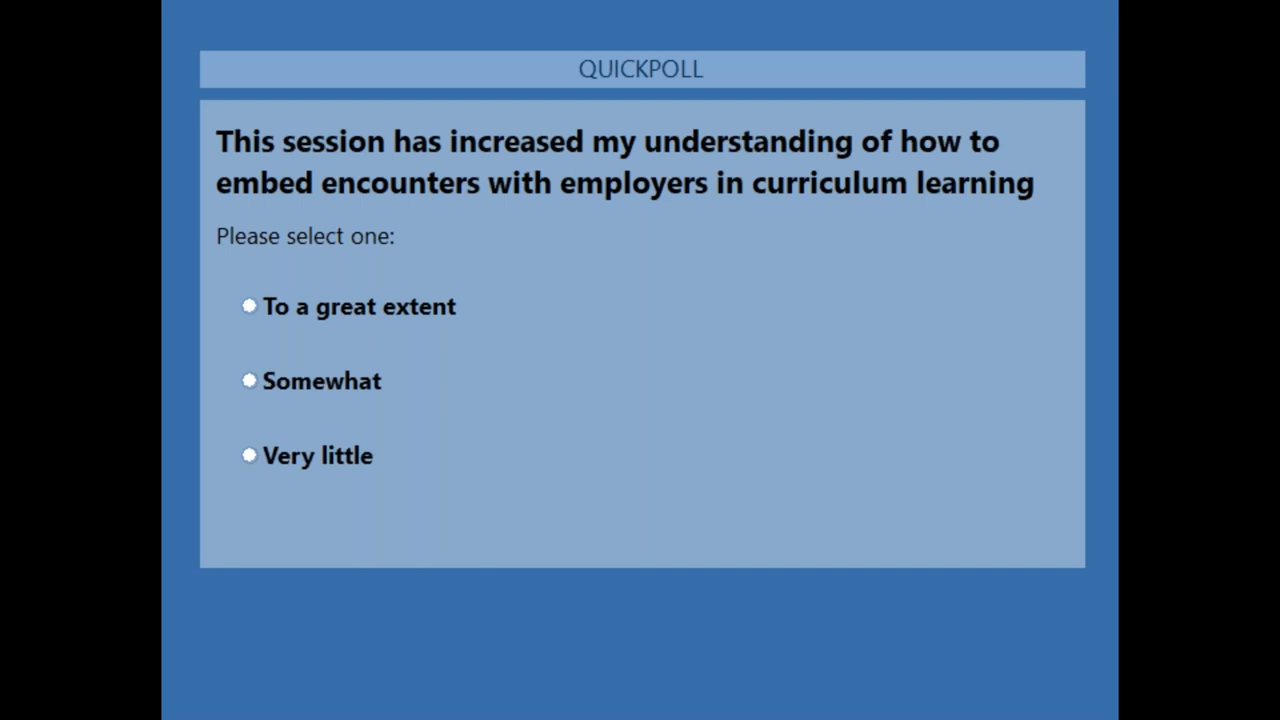 QUICKPOLL
This session has increased my understanding of how to
embed encounters with employers in curriculum learning
Please select one:
To a great extent
Somewhat
Very little